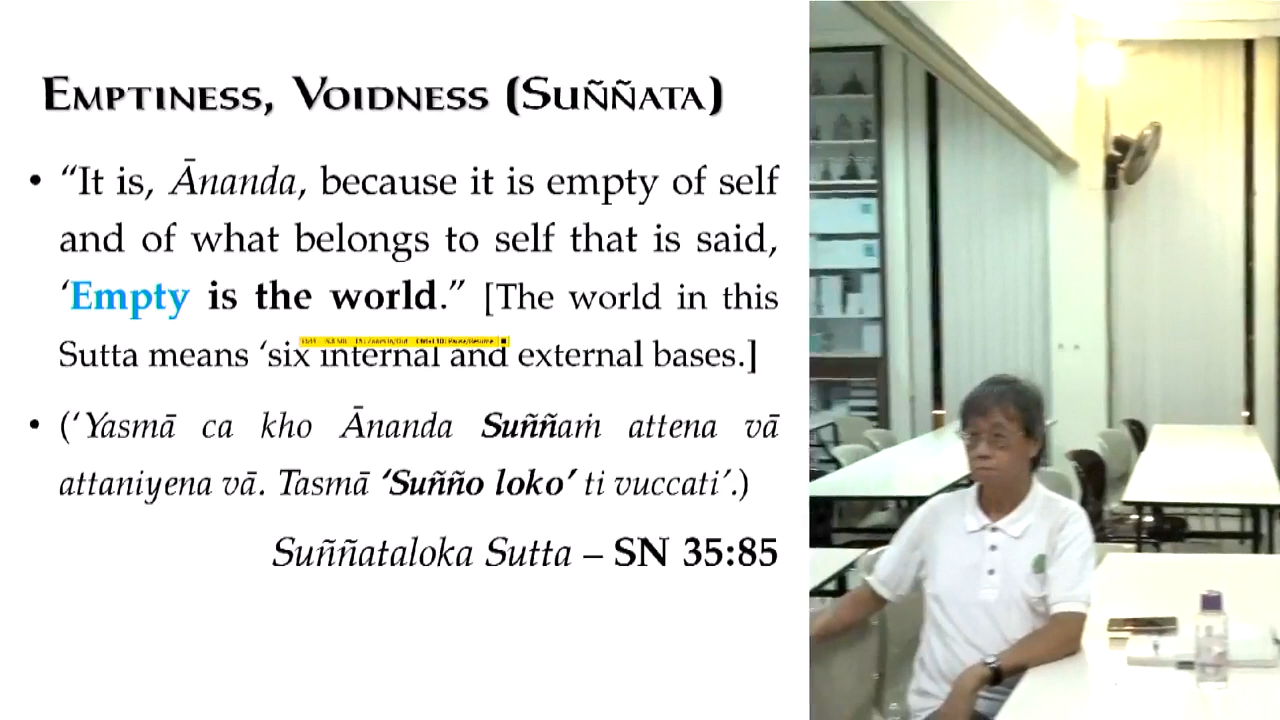 Emptiness, Voidness (Suññata)
• “It is, Ānanda, because it is empty of self
and of what belongs to self that is said,
‘Empty is the world.” [The world in this
Sutta means ‘six internal and external bases.]
• (‘Yasmā ca kho Ānanda Suññaṁ attena vā
attaniyena vā. Tasmā ‘Suñño loko’ ti vuccati’.)
Suññataloka Sutta – SN 35:85